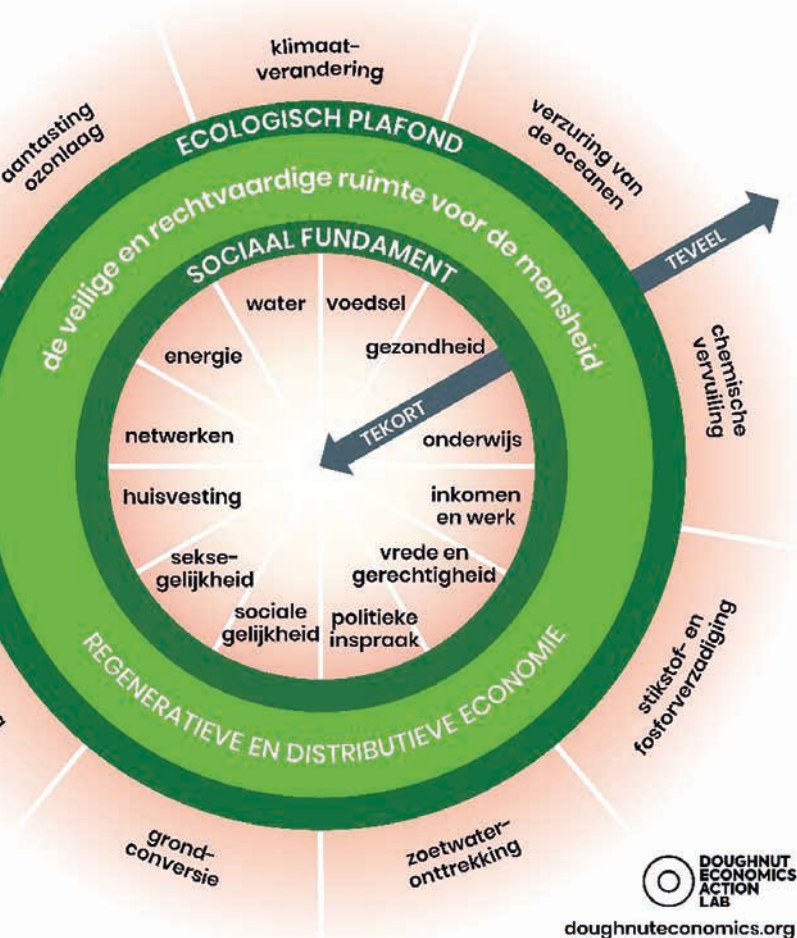 klimaat-
verandering
aantasting
ozonlaag
verzuring van
de oceanen
ECOLOGISCH PLAFOND
de veilige en rechtvaardige ruimte voor de mensheid
SOCIAAL FUNDAMENT
TEVEEL
water
voedsel
energie
gezondheid
TEKORT
chemische
vervuiling
netwerken
onderwijs
huisvesting
inkomen
en werk
sekse-
gelijkheid
vrede en
gerechtigheid
sociale
gelijkheid
politieke
inspraak
REGENERATIEVE EN DISTRIBUTIEVE ECONOMIE
stikstof- en
fosforverzadiging
grond-
conversie
zoetwater-
onttrekking
DOUGHNUT
ECONOMICS
ACTION
LAB
doughnuteconomics.org